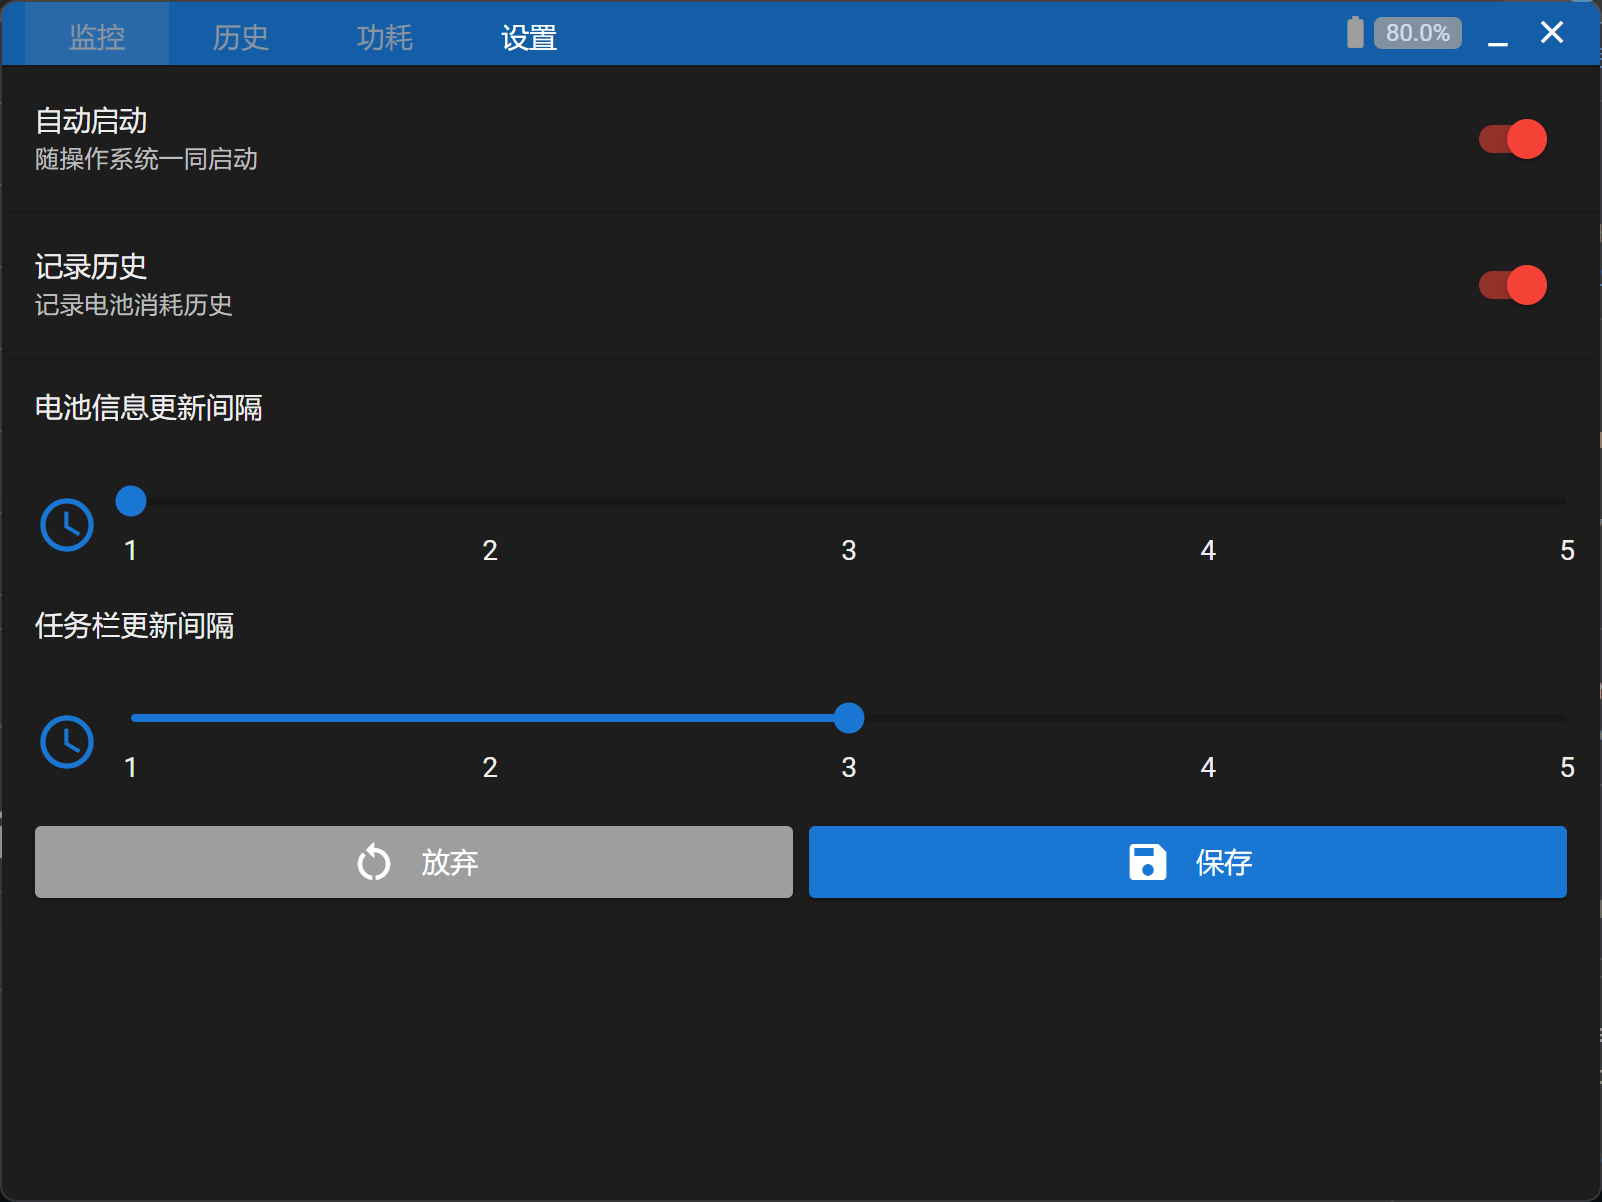 监控 历史 功耗 设置 80.0%
自动启动
随操作系统一同启动
记录历史
记录电池消耗历史
电池信息更新间隔
1 2 3 4 5
任务栏更新间隔
1 2 3 4 5
放弃 保存